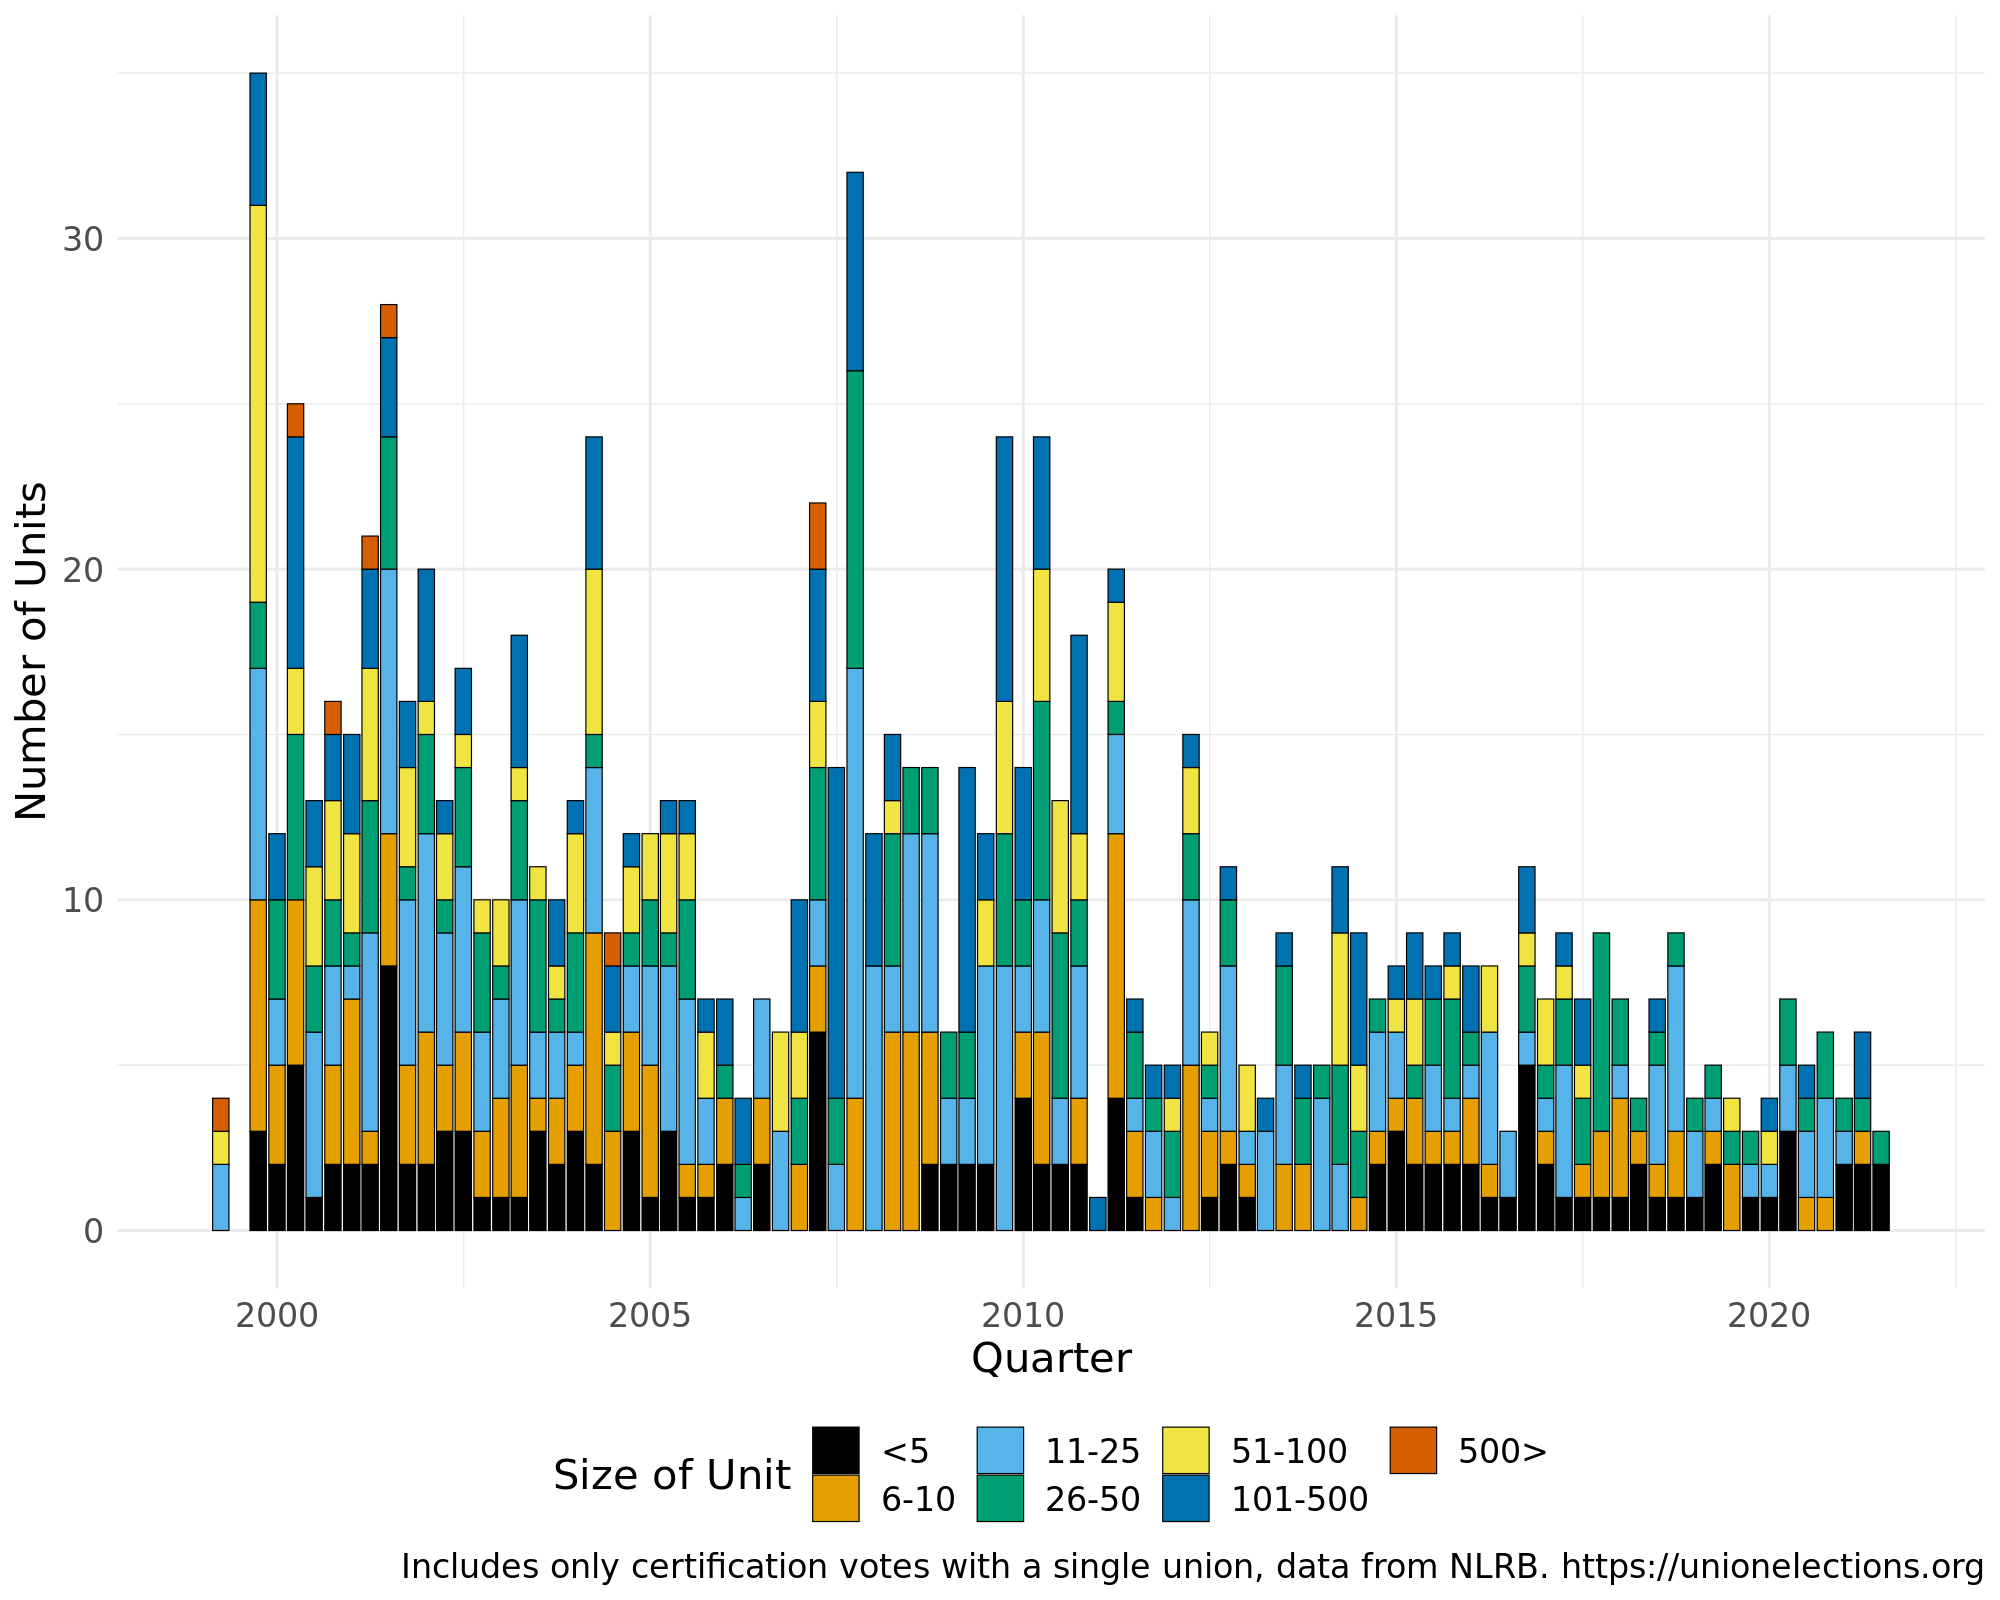 30
20
10
0
Number of Units
2000 2005 2010 2015 2020
Quarter
Size of Unit
<5 11-25 51-100 500>
6-10 26-50 101-500
Includes only certification votes with a single union, data from NLRB. https://unionelections.org